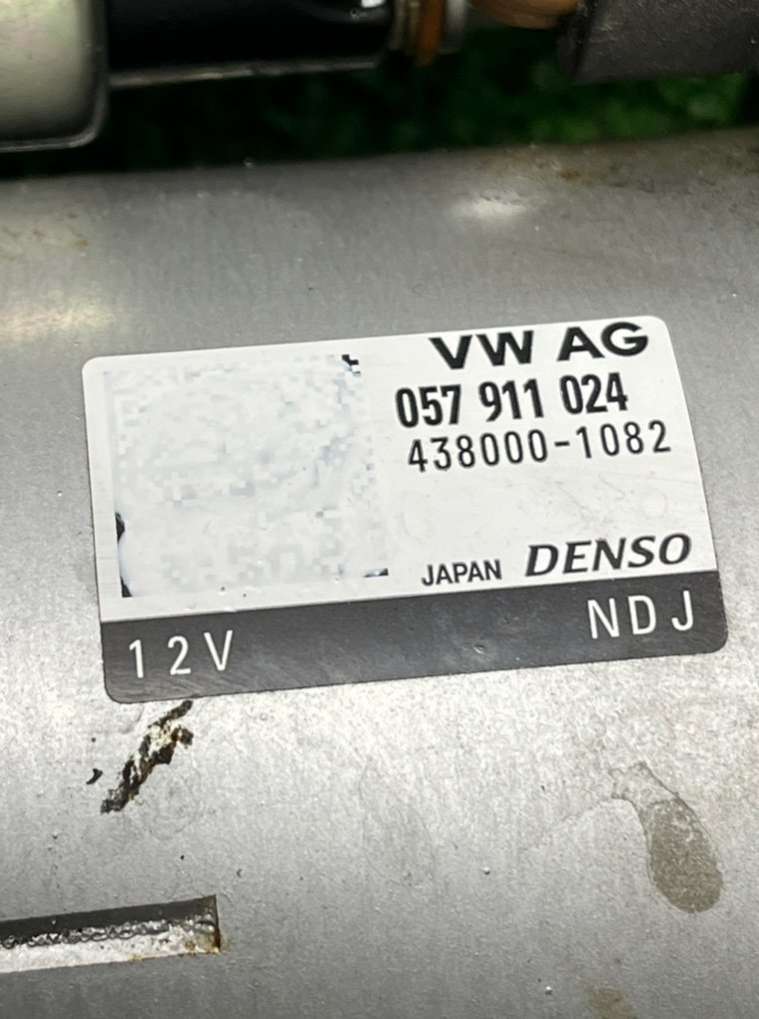 VW AG
057 911 024
438000-1082
JAPAN DENSO
12V NDJ